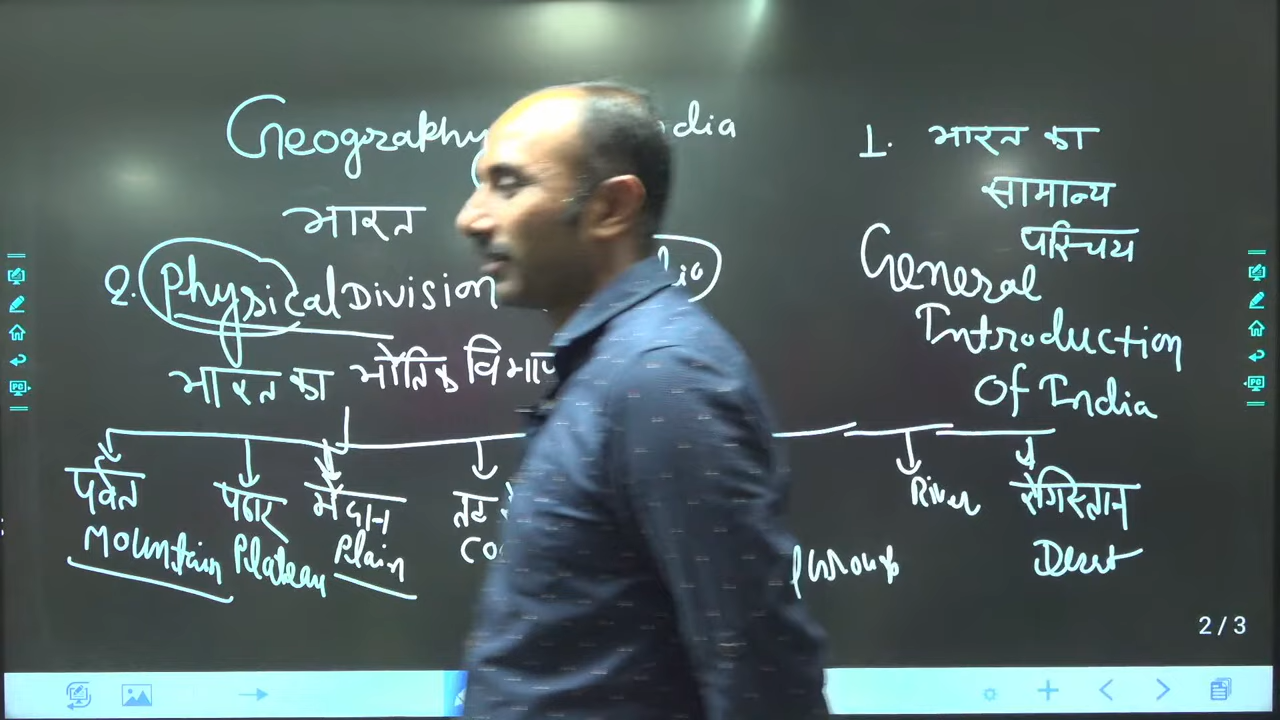 Geography
dia
भारत
2. Physical Division
भारत का भौतिक
1. भारत का
सामान्य
परिचय
General
Introduction
Of India
पर्वत
Mountain
पठार
Plateau
मैदान
Plain
तट
Co
River
रेगिस्तान
Desert
2/3